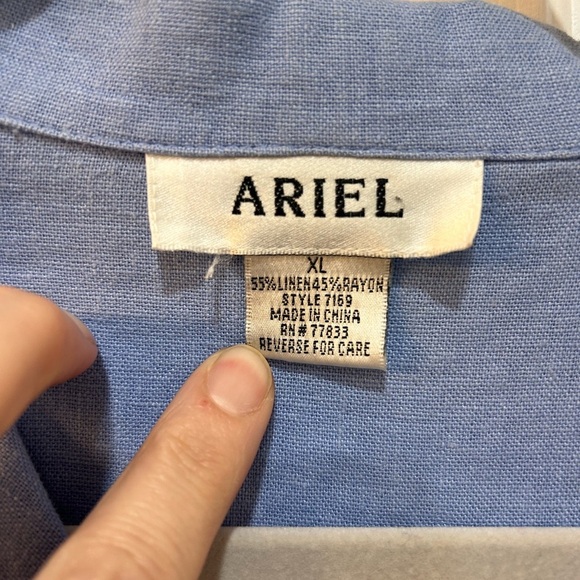 ARIEL
XL
55%LINEN45%RAYON
STYLE 7169
MADE IN CHINA
RN# 77833
REVERSE FOR CARE